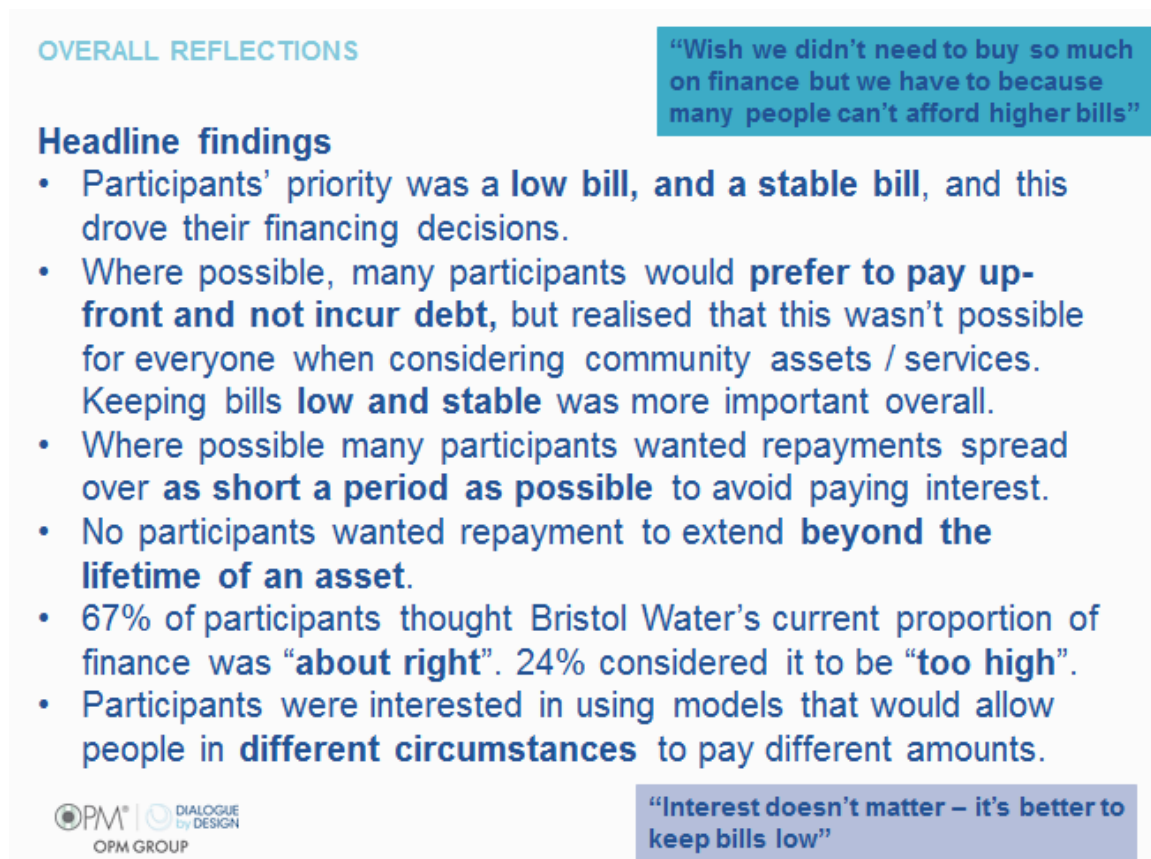 OVERALL REFLECTIONS
“Wish we didn’t need to buy so much
on finance but we have to because
many people can’t afford higher bills”
Headline findings
• Participants’ priority was a low bill, and a stable bill, and this
drove their financing decisions.
• Where possible, many participants would prefer to pay up-
front and not incur debt, but realised that this wasn’t possible
for everyone when considering community assets / services.
Keeping bills low and stable was more important overall.
• Where possible many participants wanted repayments spread
over as short a period as possible to avoid paying interest.
• No participants wanted repayment to extend beyond the
lifetime of an asset.
• 67% of participants thought Bristol Water’s current proportion of
finance was “about right”. 24% considered it to be “too high”.
• Participants were interested in using models that would allow
people in different circumstances to pay different amounts.
OPM®
DIALOGUE
by DESIGN
OPM GROUP
“Interest doesn’t matter – it’s better to
keep bills low”